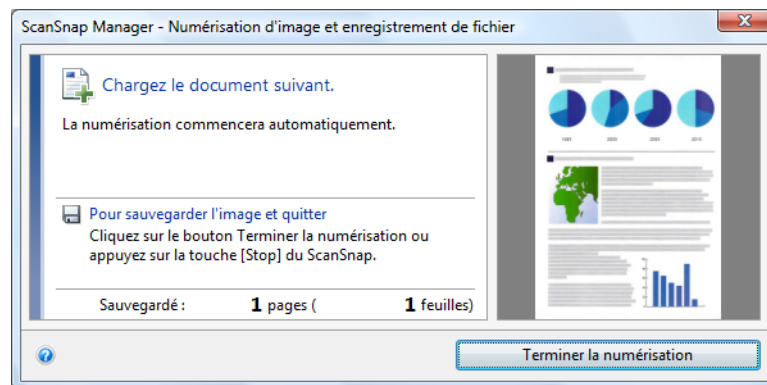 ScanSnap Manager - Numérisation d'image et enregistrement de fichier
Chargez le document suivant.
La numérisation commencera automatiquement.
Pour sauvegarder l'image et quitter
Cliquez sur le bouton Terminer la numérisation ou
appuyez sur la touche [Stop] du ScanSnap.
Sauvegardé : 1 pages ( 1 feuilles)
Terminer la numérisation